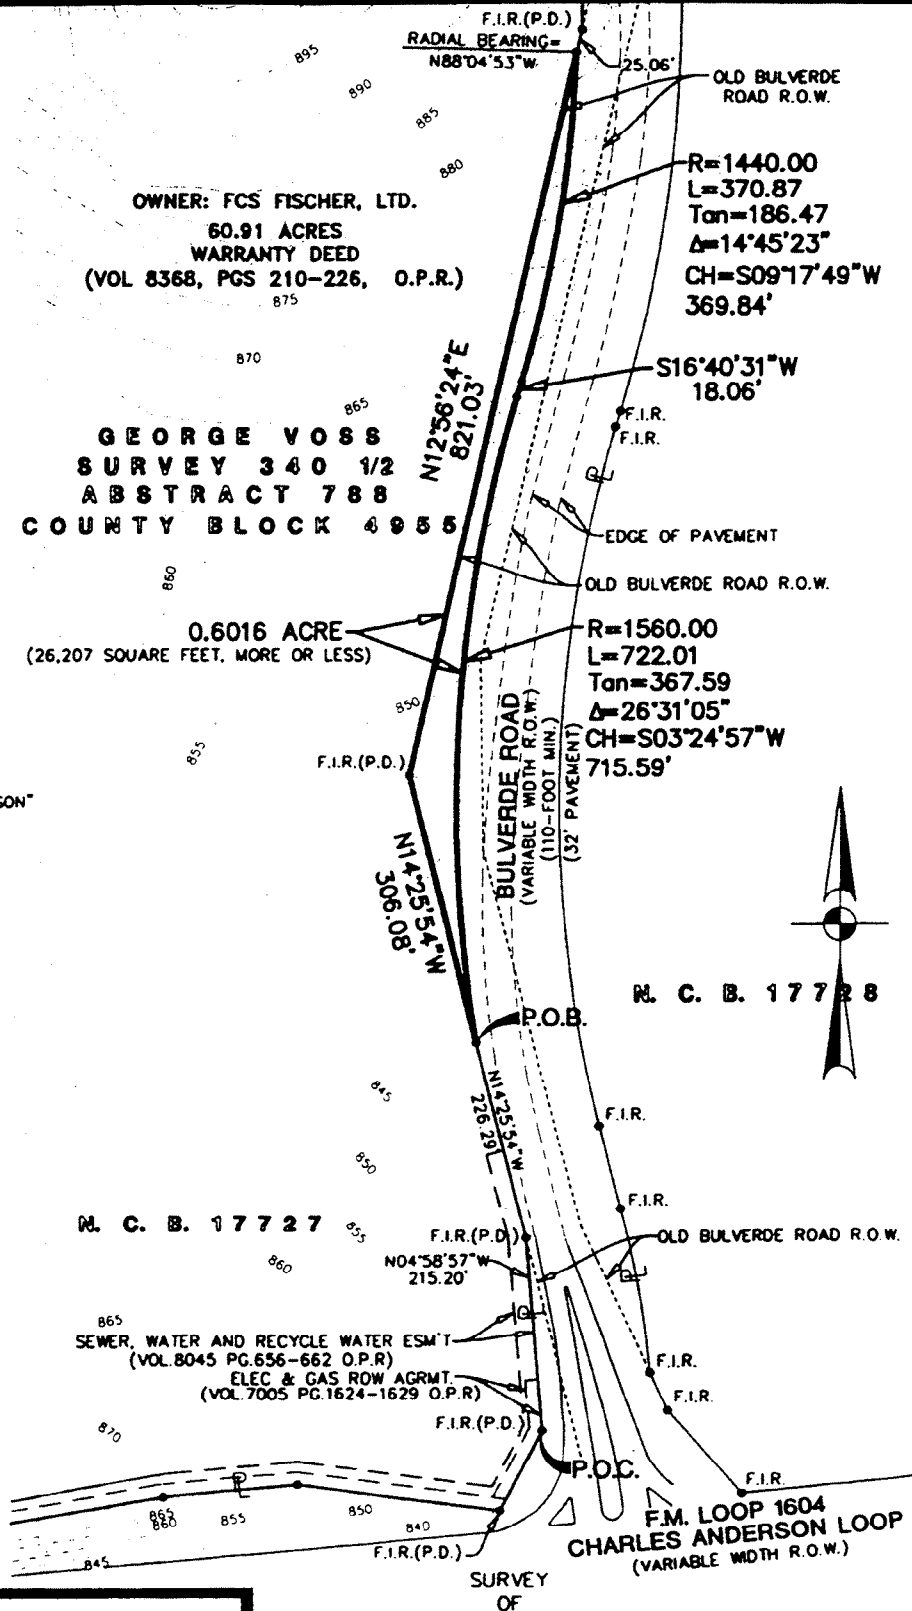 F.I.R.(P.D.)
RADIAL BEARING=
N88°04'53"W
25.06'
OLD BULVERDE
ROAD R.O.W.
895
890
885
880
R=1440.00
L=370.87
Tan=186.47
Δ=14°45'23"
CH=S09°17'49"W
369.84'
OWNER: FCS FISCHER, LTD.
60.91 ACRES
WARRANTY DEED
(VOL 8368, PGS 210-226, O.P.R.)
875
870
865
N12°56'24"E
821.03'
S16°40'31"W
18.06'
F.I.R.
F.I.R.
GEORGE VOSS
SURVEY 340 1/2
ABSTRACT 788
COUNTY BLOCK 4955
EDGE OF PAVEMENT
OLD BULVERDE ROAD R.O.W.
860
0.6016 ACRE
(26,207 SQUARE FEET, MORE OR LESS)
R=1560.00
L=722.01
Tan=367.59
Δ=26°31'05"
CH=S03°24'57"W
715.59'
850
855
F.I.R.(P.D.)
BULVERDE ROAD
(VARIABLE WIDTH R.O.W.)
(110-FOOT MIN.)
(32' PAVEMENT)
SON"
N14°25'54"W
306.08'
N. C. B. 17728
P.O.B.
N14°25'54"W
226.29'
845
850
855
860
F.I.R.
F.I.R.
N. C. B. 17727
F.I.R.(P.D.)
N04°58'57"W
215.20'
OLD BULVERDE ROAD R.O.W.
865
SEWER, WATER AND RECYCLE WATER ESM'T
(VOL.8045 PG.656-662 O.P.R)
ELEC & GAS ROW AGRMT.
(VOL.7005 PG.1624-1629 O.P.R)
F.I.R.
F.I.R.
F.I.R.(P.D.)
870
P.O.C.
F.I.R.
865
860
855
850
840
845
F.I.R.(P.D.)
F.M. LOOP 1604
CHARLES ANDERSON LOOP
(VARIABLE WIDTH R.O.W.)
SURVEY
OF